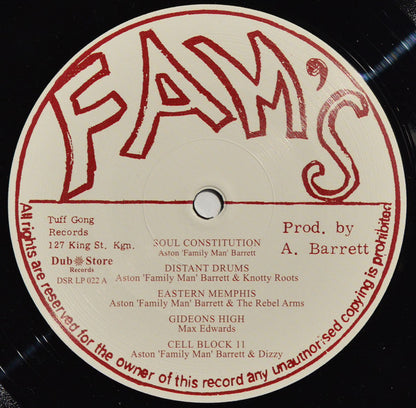 FAM'S
Tuff Gong
Records
127 King St. Kgn.
Dub Store
Records
DSR LP 022 A
Prod. by
A. Barrett
SOUL CONSTITUTION
Aston 'Family Man' Barrett
DISTANT DRUMS
Aston 'Family Man' Barrett & Knotty Roots
EASTERN MEMPHIS
Aston 'Family Man' Barrett & The Rebel Arms
GIDEONS HIGH
Max Edwards
CELL BLOCK 11
Aston 'Family Man' Barrett & Dizzy
All rights are reserved for the owner of this record any unauthorised copying is prohibited